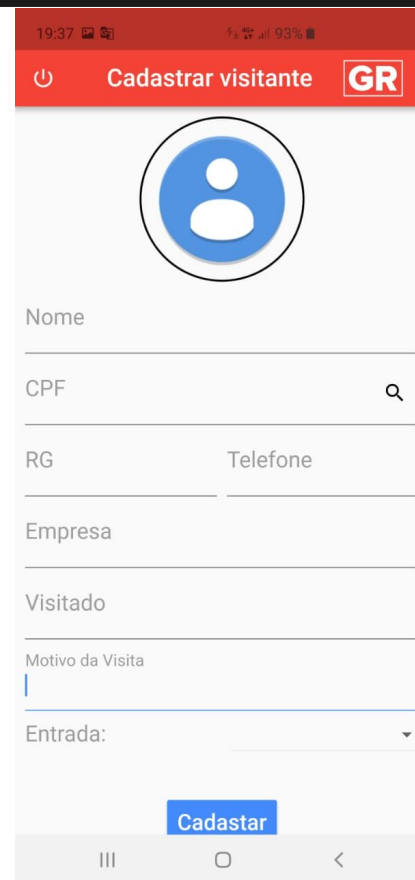 19:37 93%
Cadastrar visitante GR
Nome
CPF
RG Telefone
Empresa
Visitado
Motivo da Visita
Entrada:
Cadastar